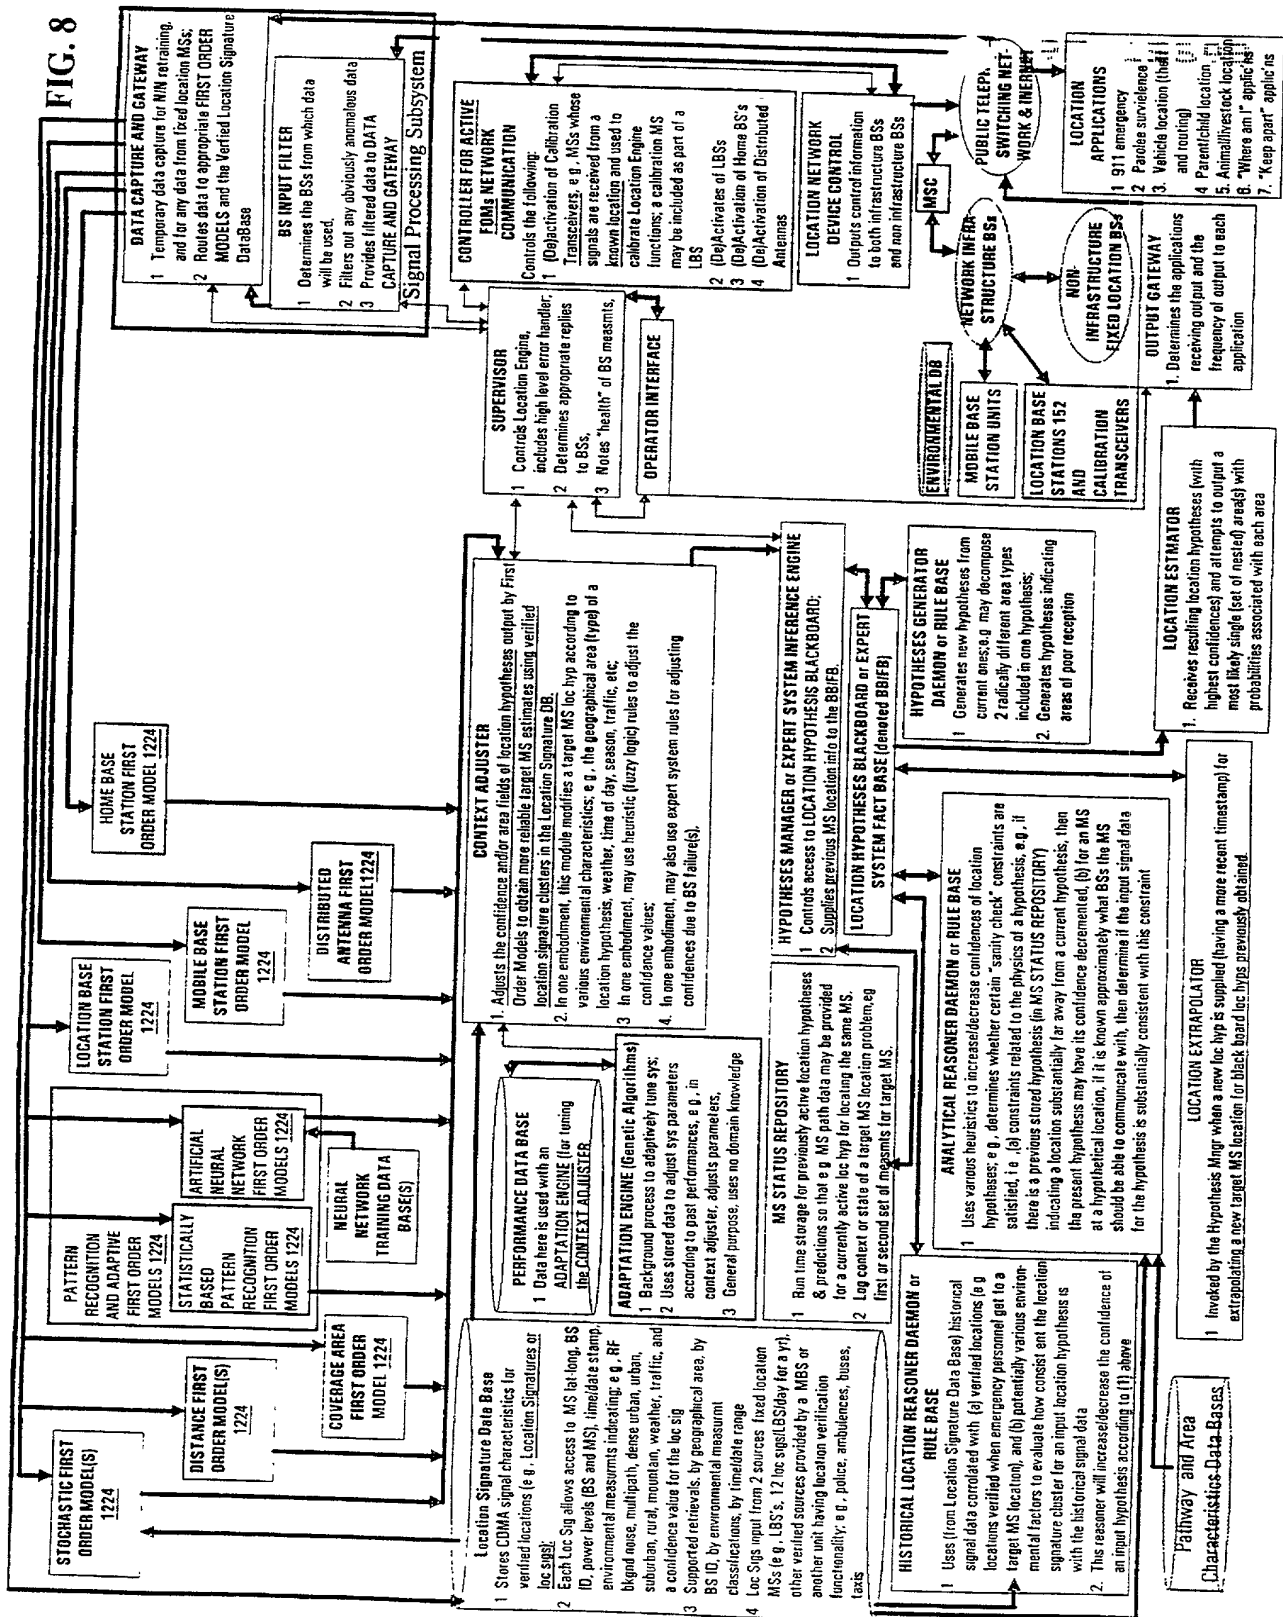 FIG. 8
STOCHASTIC FIRST
ORDER MODEL(S)
1224
DISTANCE FIRST
ORDER MODEL(S)
1224
COVERAGE AREA
FIRST ORDER
MODEL 1224
PATTERN
RECOGNITION
AND ADAPTIVE
FIRST ORDER
MODELS 1224
STATISTICALLY
BASED
PATTERN
RECOGNITION
FIRST ORDER
MODELS 1224
ARTIFICIAL
NEURAL
NETWORK
FIRST ORDER
MODELS 1224
NEURAL
NETWORK
TRAINING DATA
BASE(S)
LOCATION BASE
STATION FIRST
ORDER MODEL
1224
MOBILE BASE
STATION FIRST
ORDER MODEL
1224
DISTRIBUTED
ANTENNA FIRST
ORDER MODEL 1224
HOME BASE
STATION FIRST
ORDER MODEL 1224
DATA CAPTURE AND GATEWAY
1 Temporary data capture for N/N retraining,
and for any data from fixed location MSs;
2 Routes data to appropriate FIRST ORDER
MODELS and the Verified Location Signature
DataBase
BS INPUT FILTER
1 Determines the BSs from which data
will be used,
2 Filters out any obviously anomalous data
3 Provides filtered data to DATA
CAPTURE AND GATEWAY
Signal Processing Subsystem
Location Signature Data Base
1 Stores CDMA signal characteristics for
verified locations (e g, Location Signatures or
loc sigs);
2 Each Loc Sig allows access to MS lat-long, BS
ID, power levels (BS and MS), time/date stamp,
environmental measumts indicating; e g, RF
bkgnd noise, multipath, dense urban, urban,
suburban, rural, mountain, weather, traffic, and
a confidence value for the loc sig
3 Supported retrievals, by geographical area, by
BS ID, by environmental measurmt
classifications, by time/date range
4 Loc Sigs input from 2 sources fixed location
MSs (e g, LBS's, 12 loc sigs/LBS/day for a yr),
other verified sources provided by a MBS or
another unit having location verification
functionality; e g, police, ambulences, buses,
taxis
PERFORMANCE DATA BASE
1 Data here is used with an
ADAPTATION ENGINE (for tuning
the CONTEXT ADJUSTER
ADAPTATION ENGINE (Genetic Algorithms)
1 Background process to adaptively tune sys;
2 Uses stored data to adjust sys parameters
according to past performances, e g, in
context adjuster, adjusts parameters,
3 General purpose, uses no domain knowledge
CONTEXT ADJUSTER
1. Adjusts the confidence and/or area fields of location hypotheses output by First
Order Models to obtain more reliable target MS estimates using verified
location signature clusters in the Location Signature DB.
2. In one embodiment, this module modifies a target MS loc hyp according to
various environmental characteristics; e g, the geographical area (type) of a
location hypothesis, weather, time of day, season, traffic, etc;
3 In one embodiment, may use heuristic (fuzzy logic) rules to adjust the
confidence values;
4. In one embodiment, may also use expert system rules for adjusting
confidences due to BS failure(s).
SUPERVISOR
1 Controls Location Engine,
includes high level error handler;
2 Determines appropriate replies
to BSs,
3 Notes "health" of BS measmts,
OPERATOR INTERFACE
CONTROLLER FOR ACTIVE
FOMs NETWORK
COMMUNICATION
Controls the following:
1 (De)activation of Calibration
Transceivers, e g, MSs whose
signals are received from a
known location and used to
calibrate Location Engine
functions; a calibration MS
may be included as part of a
LBS
2 (De)Activates of LBSs
3 (De)Activation of Home BS's
4 (De)Activation of Distributed
Antennas
LOCATION NETWORK
DEVICE CONTROL
1 Outputs control information
to both infrastructure BSs
and non infrastructure BSs
MS STATUS REPOSITORY
1 Run time storage for previously active location hypotheses
& predictions so that e g MS path data may be provided
for a currently active loc hyp for locating the same MS.
2 Log context or state of a target MS location problem,eg
first or second set of measmts for target MS.
HYPOTHESES MANAGER or EXPERT SYSTEM INFERENCE ENGINE
1 Controls access to LOCATION HYPOTHESIS BLACKBOARD;
2 Supplies previous MS location info to the BB/FB.
LOCATION HYPOTHESES BLACKBOARD or EXPERT
SYSTEM FACT BASE (denoted BB/FB)
HYPOTHESES GENERATOR
DAEMON or RULE BASE
1 Generates new hypotheses from
current ones;e.g may decompose
2 radically different area types
included in one hypothesis;
2. Generates hypotheses indicating
areas of poor reception
ENVIRONMENTAL DB
MOBILE BASE
STATION UNITS
LOCATION BASE
STATIONS 152
AND
CALIBRATION
TRANSCEIVERS
NETWORK INFRA-
STRUCTURE BSs
NON-
INFRASTRUCTURE
FIXED LOCATION BSs
MSC
PUBLIC TELEPH
SWITCHING NET-
WORK & INTERNET
HISTORICAL LOCATION REASONER DAEMON or
RULE BASE
1 Uses (from Location Signature Data Base) historical
signal data corrolated with (a) verified locations (e g
locations verified when emergency personnel get to a
target MS location), and (b) potentially various environ-
mental factors to evaluate how consist ent the location
signature cluster for an input location hypothesis is
with the historical signal data
2. This reasoner will increase/decrease the confidence of
an input hypothesis according to (1) above
ANALYTICAL REASONER DAEMON or RULE BASE
1 Uses various heuristics to increase/decrease confidences of location
hypotheses; e g, determines whether certain "sanity check" constraints are
satisfied, i e ,(a) constraints related to the physics of a hypothesis, e.g, if
there is a previous stored hypothesis (in MS STATUS REPOSITORY)
indicating a location substantially far away from a current hypothesis, then
the present hypothesis may have its confidence decremented, (b) for an MS
at a hypothetical location, if it is known approximately what BSs the MS
should be able to communicate with, then determine if the input signal data
for the hypothesis is substantially consistent with this constraint
LOCATION EXTRAPOLATOR
1 Invoked by the Hypothesis Mngr when a new loc hyp is supplied (having a more recent timestamp) for
extrapolating a new target MS location for black board loc hyps previously obtained.
Pathway and Area
Characteristics Data Bases
LOCATION ESTMATOR
1. Receives resulting location hypotheses (with
highest confidences) and attempts to output a
most likely single (set of nested) area(s) with
probabilities associated with each area
OUTPUT GATEWAY
1. Determines the applications
receiving output and the
frequency of output to each
application
LOCATION
APPLICATIONS
1 911 emergency
2 Parolee survielence
3. Vehicle location (theft
and routing)
4 Parent/child location
5. Animal/livestock location
6. "Where am I" applic'ns
7. "Keep apart" applic'ns